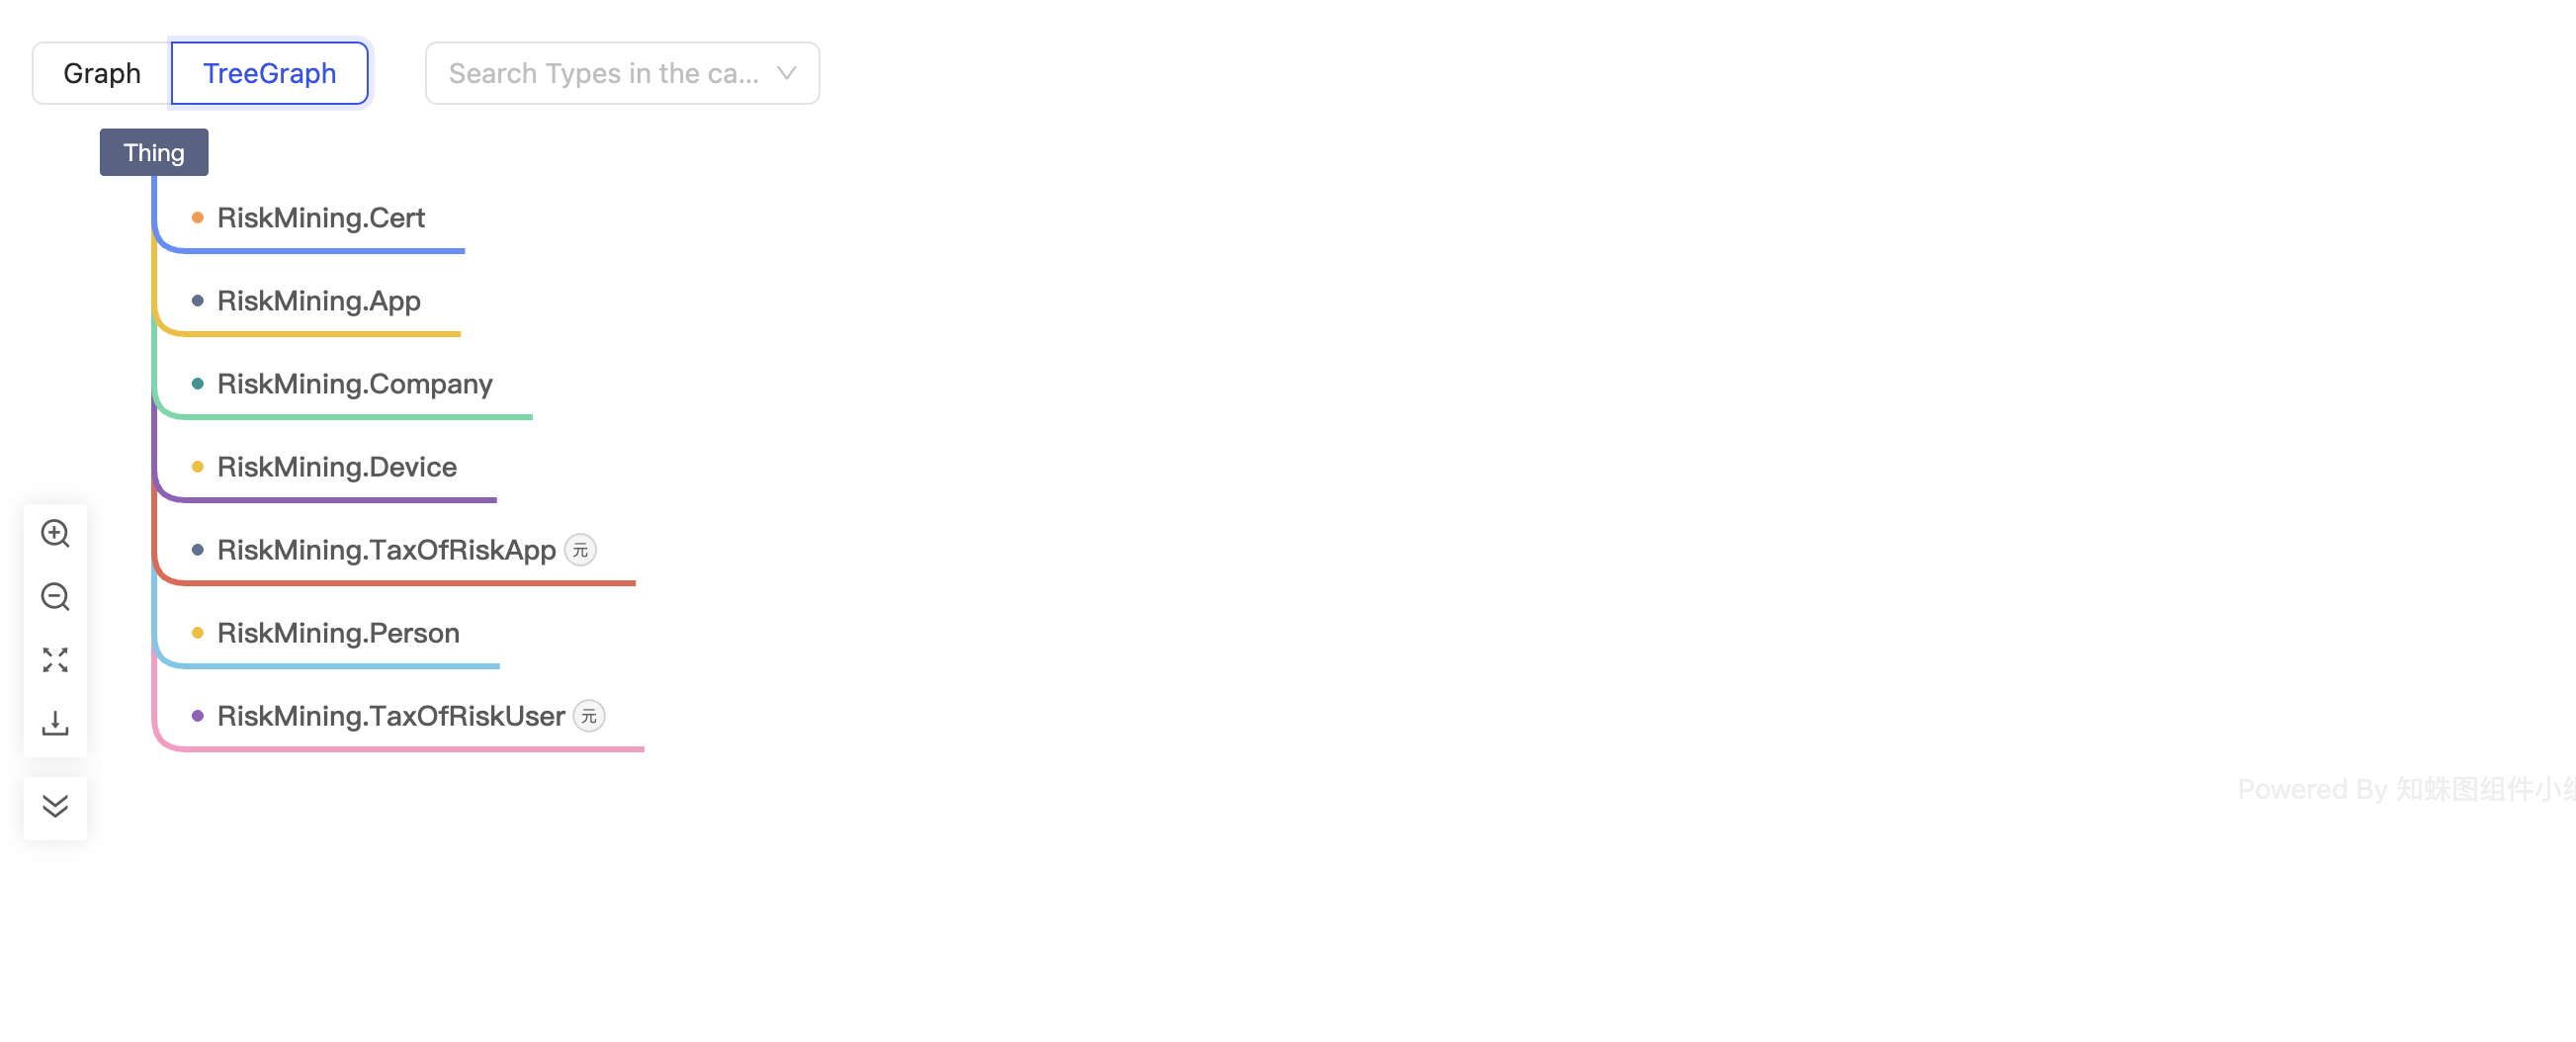 Graph
TreeGraph
Search Types in the ca...
Thing
RiskMining.Cert
RiskMining.App
RiskMining.Company
RiskMining.Device
RiskMining.TaxOfRiskApp 元
RiskMining.Person
RiskMining.TaxOfRiskUser 元
Powered By 知蛛图组件小组